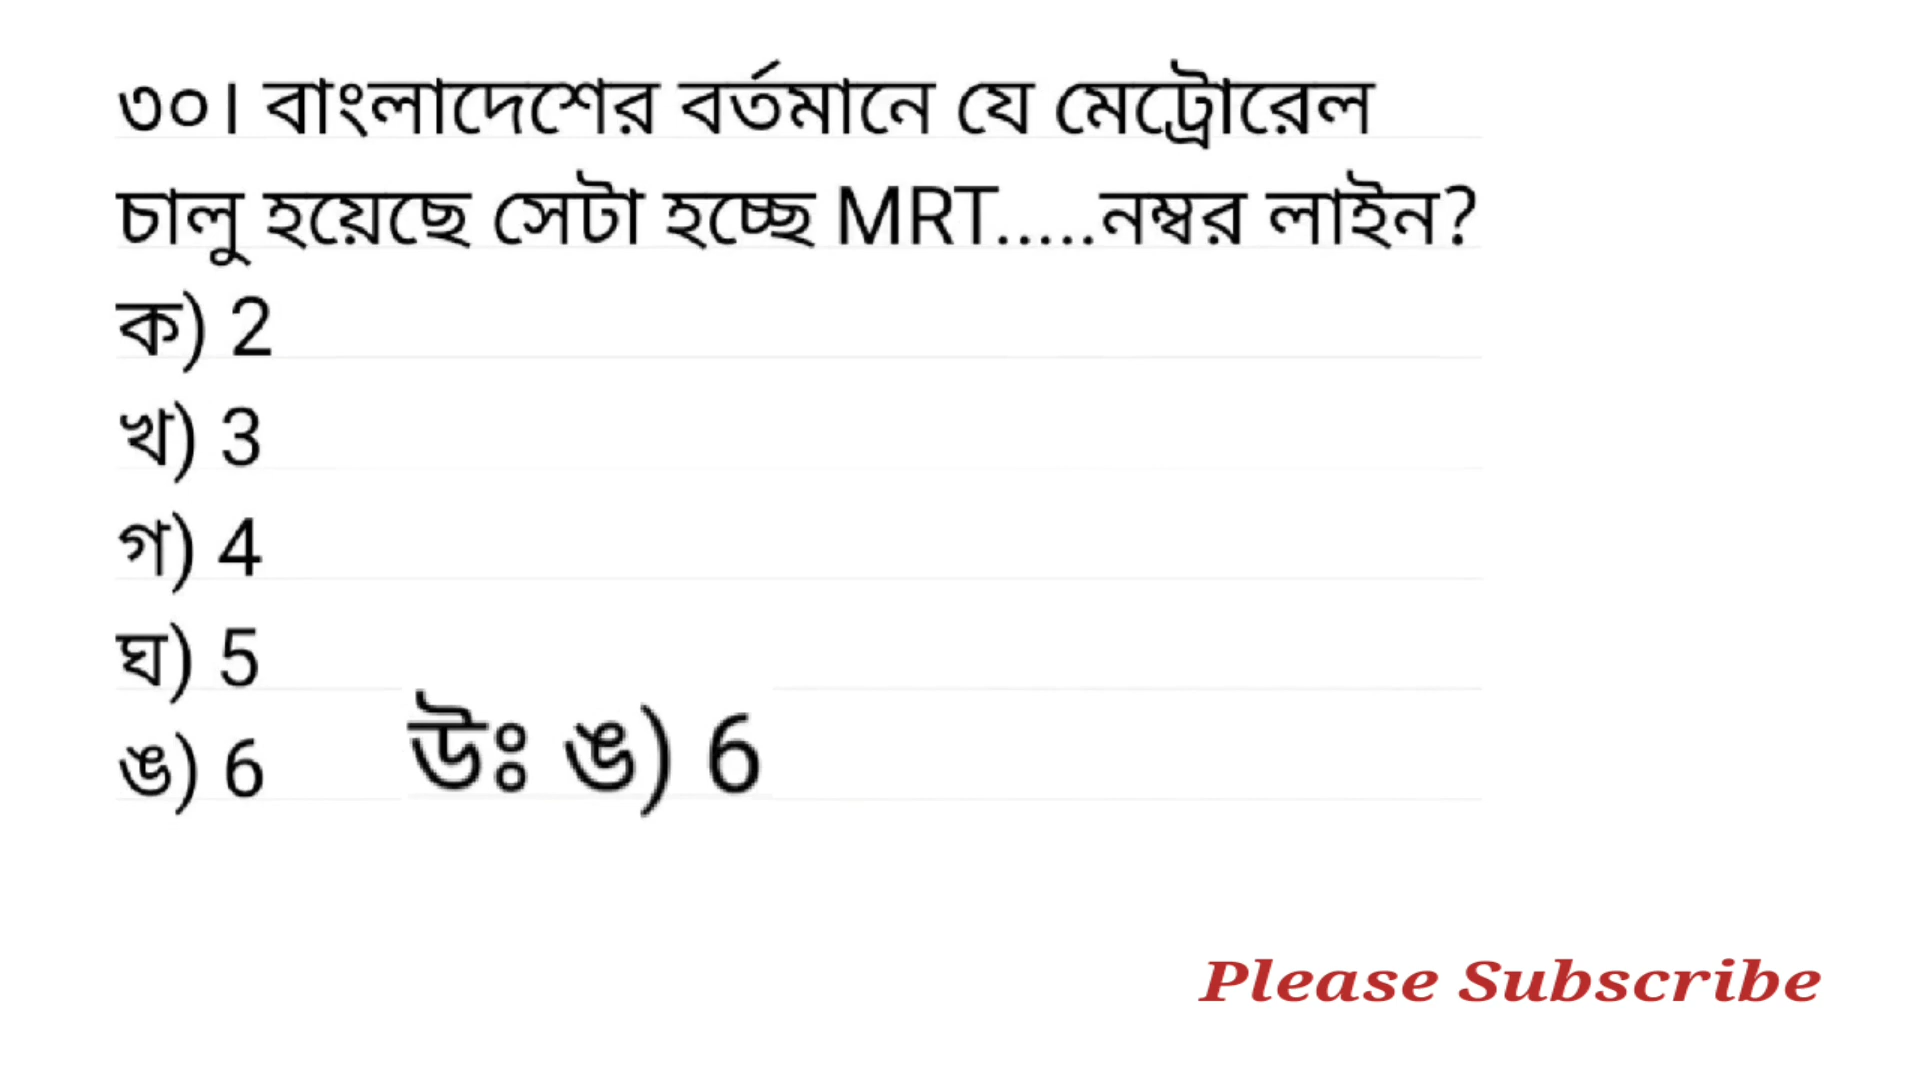 ৩০। বাংলাদেশের বর্তমানে যে মেট্রোরেল
চালু হয়েছে সেটা হচ্ছে MRT.....নম্বর লাইন?
ক) 2
খ) 3
গ) 4
ঘ) 5
ঙ) 6
উঃ ঙ) 6
Please Subscribe